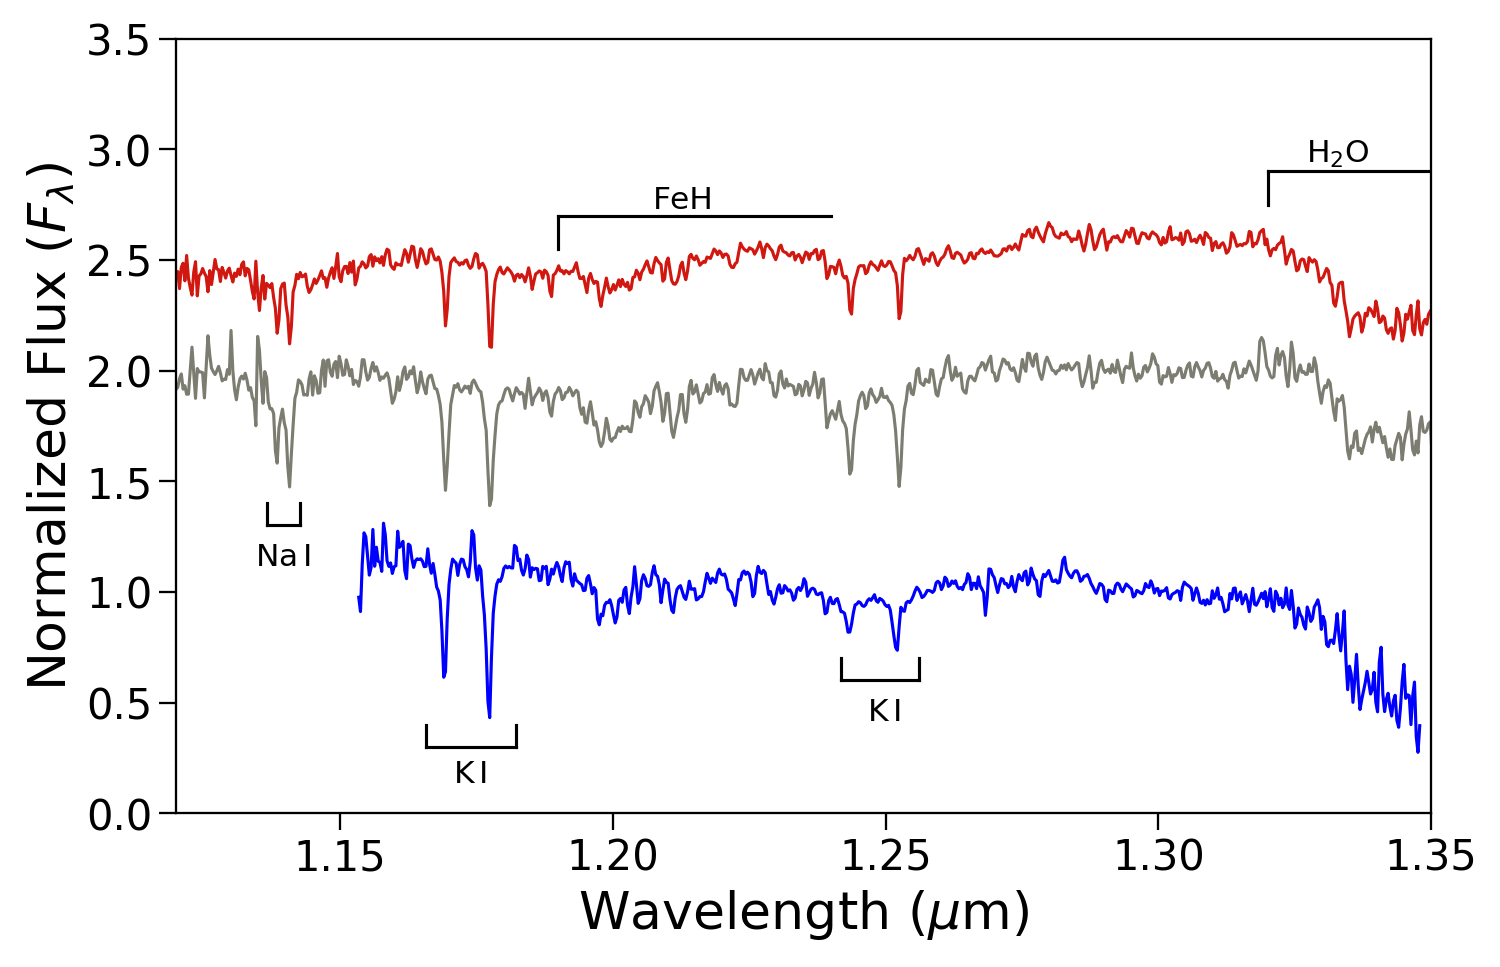 3.5
3.0
2.5
2.0
1.5
1.0
0.5
0.0
Normalized Flux (Fλ)
H₂O
FeH
Na I
K I
K I
1.15
1.20
1.25
1.30
1.35
Wavelength (μm)